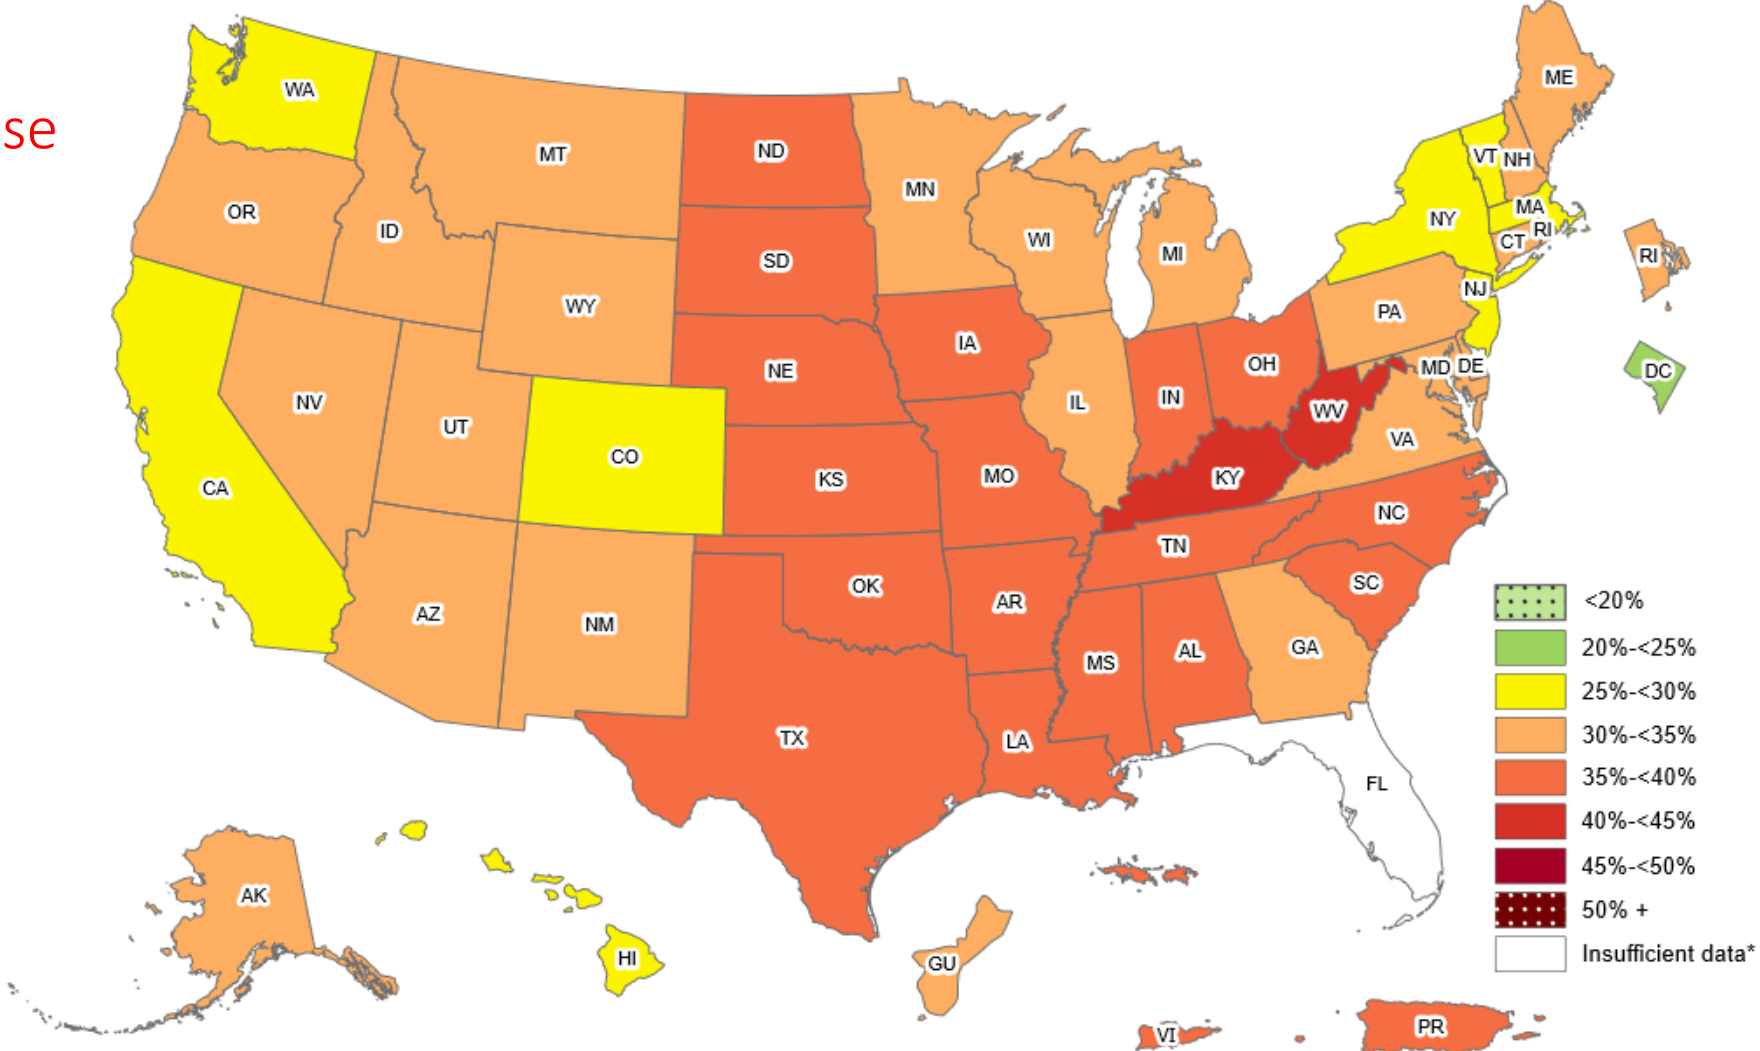 se
WA
MT
ND
MN
ME
VT
NH
OR
ID
SD
WI
MI
NY
MA
CT
RI
RI
WY
IA
NE
PA
NJ
NV
UT
CO
IL
IN
OH
MD
DE
DC
WV
VA
CA
KS
MO
KY
NC
TN
AZ
NM
OK
AR
SC
MS
AL
GA
TX
LA
FL
AK
HI
GU
VI
PR
<20%
20%-<25%
25%-<30%
30%-<35%
35%-<40%
40%-<45%
45%-<50%
50% +
Insufficient data*